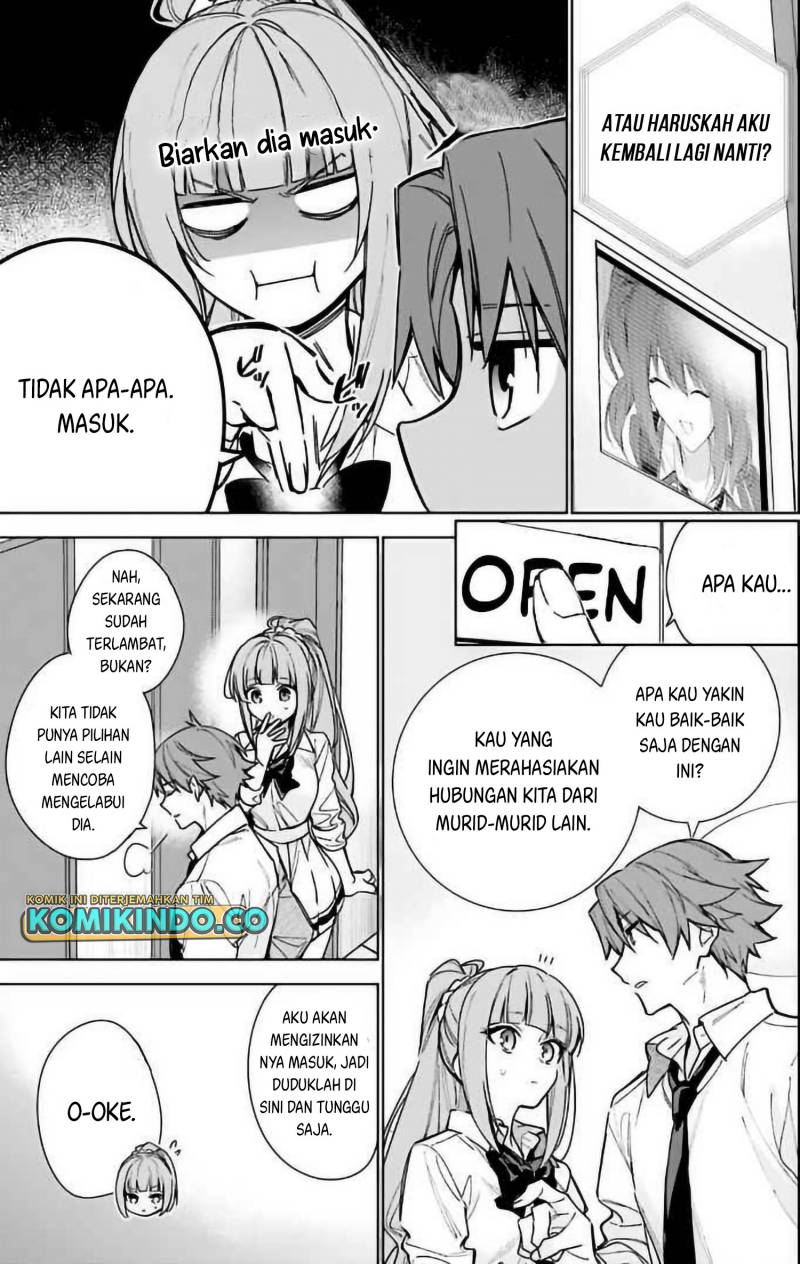 ATAU HARUSKAH AKU
KEMBALI LAGI NANTI?
Biarkan dia masuk.
TIDAK APA-APA.
MASUK.
APA KAU...
OPEN
APA KAU YAKIN
KAU BAIK-BAIK
SAJA DENGAN
INI?
KAU YANG
INGIN MERAHASIAKAN
HUBUNGAN KITA DARI
MURID-MURID LAIN.
NAH,
SEKARANG
SUDAH
TERLAMBAT,
BUKAN?
KITA TIDAK
PUNYA PILIHAN
LAIN SELAIN
MENCOBA
MENGELABUI
DIA.
KOMIK INI DITERJEMAHKAN TIM
KOMIKINDO.CO
AKU AKAN
MENGIZINKAN
NYA MASUK, JADI
DUDUKLAH DI
SINI DAN TUNGGU
SAJA.
O-OKE.